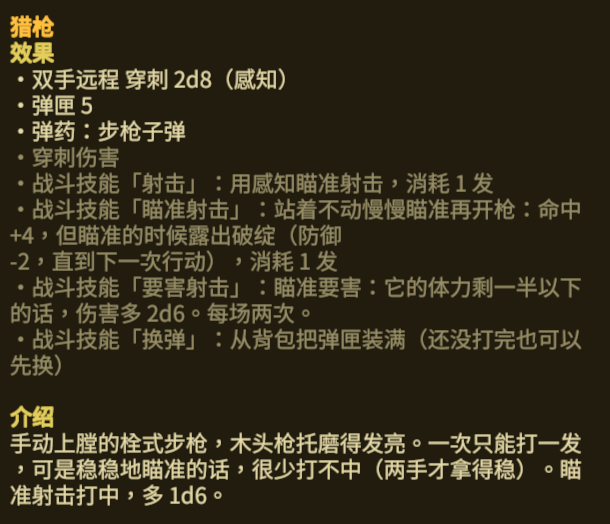 猎枪
效果
・双手远程 穿刺 2d8（感知）
・弹匣 5
・弹药：步枪子弹
・穿刺伤害
・战斗技能「射击」：用感知瞄准射击，消耗 1 发
・战斗技能「瞄准射击」：站着不动慢慢瞄准再开枪：命中
+4，但瞄准的时候露出破绽（防御
-2，直到下一次行动），消耗 1 发
・战斗技能「要害射击」：瞄准要害：它的体力剩一半以下
的话，伤害多 2d6。每场两次。
・战斗技能「换弹」：从背包把弹匣装满（还没打完也可以
先换）
介绍
手动上膛的栓式步枪，木头枪托磨得发亮。一次只能打一发
，可是稳稳地瞄准的话，很少打不中（两手才拿得稳）。瞄
准射击打中，多 1d6。